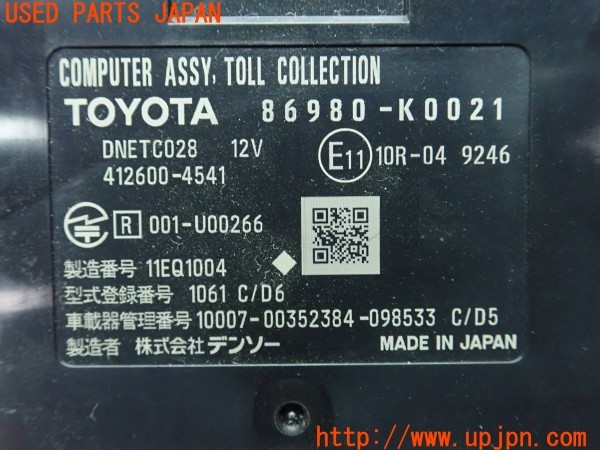 USED PARTS JAPAN
COMPUTER ASSY, TOLL COLLECTION
TOYOTA 86980-K0021
DNETC028 12V
E11 10R-04 9246
412600-4541
R 001-U00266
製造番号 11EQ1004
型式登録番号 1061 C/D6
車載器管理番号 10007-00352384-098533 C/D5
製造者 株式会社デンソー MADE IN JAPAN
http://www.upjpn.com/